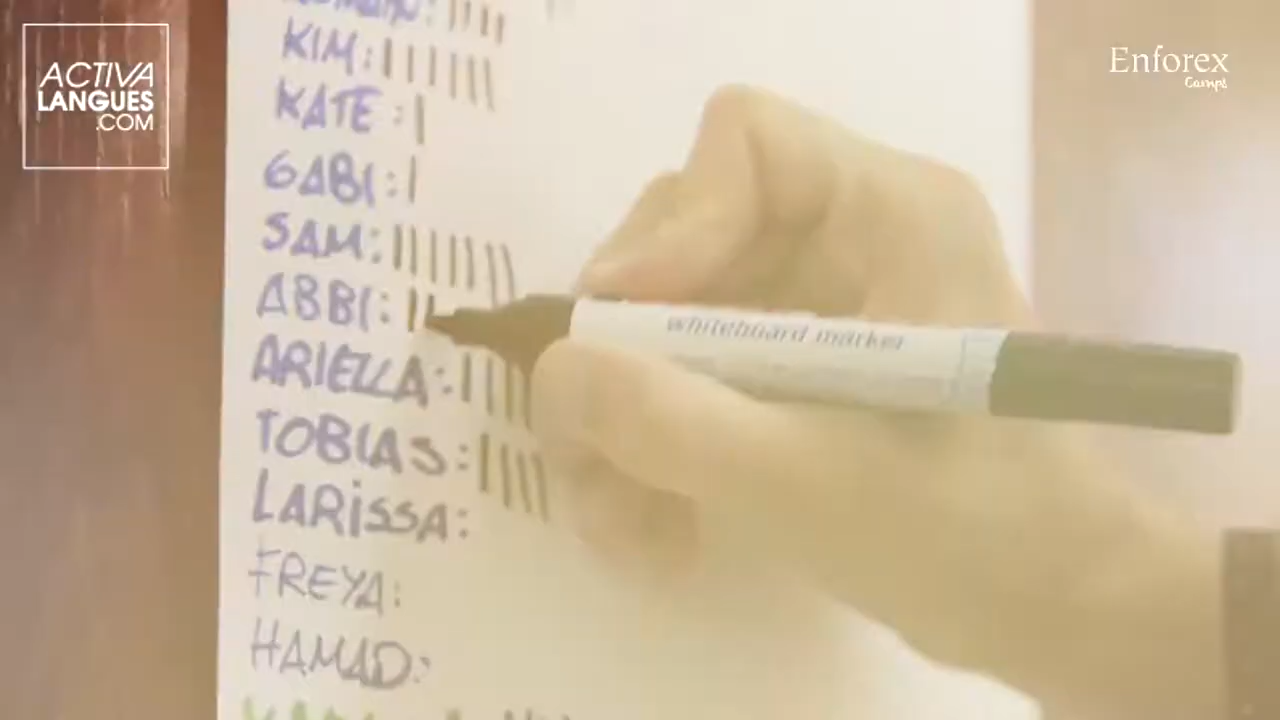 ACTIVA
LANGUES
.COM
Enforex
Camps
KIM:
KATE:
GABI:
SAM:
ABBI:
ARIELLA:
TOBIAS:
LARISSA:
FREYA:
HAMAD:
whiteboard marker